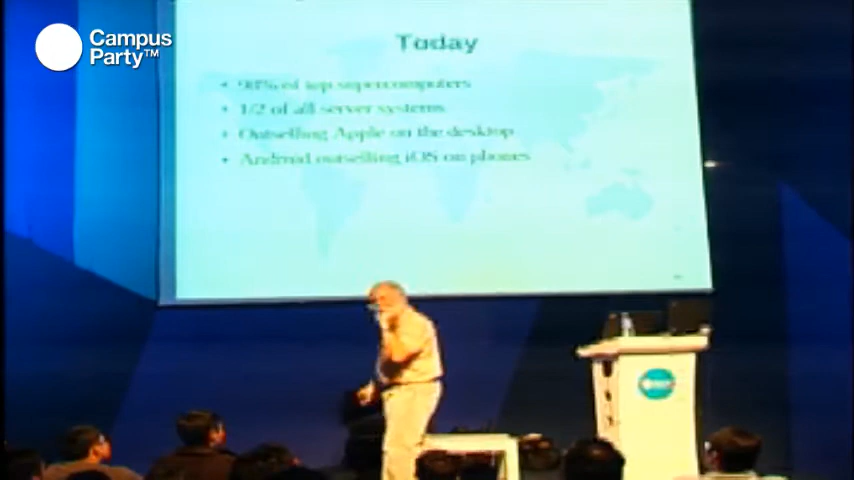 Campus
Party™
Today
• 90% of top supercomputers
• 1/2 of all server systems
• Outselling Apple on the desktop
• Android outselling iOS on phones